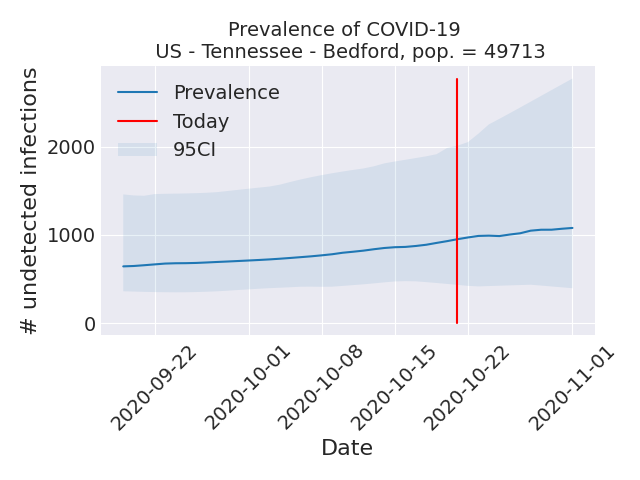 Prevalence of COVID-19
US - Tennessee - Bedford, pop. = 49713
Prevalence
Today
95CI
# undetected infections
2000
1000
0
2020-09-22
2020-10-01
2020-10-08
2020-10-15
2020-10-22
2020-11-01
Date